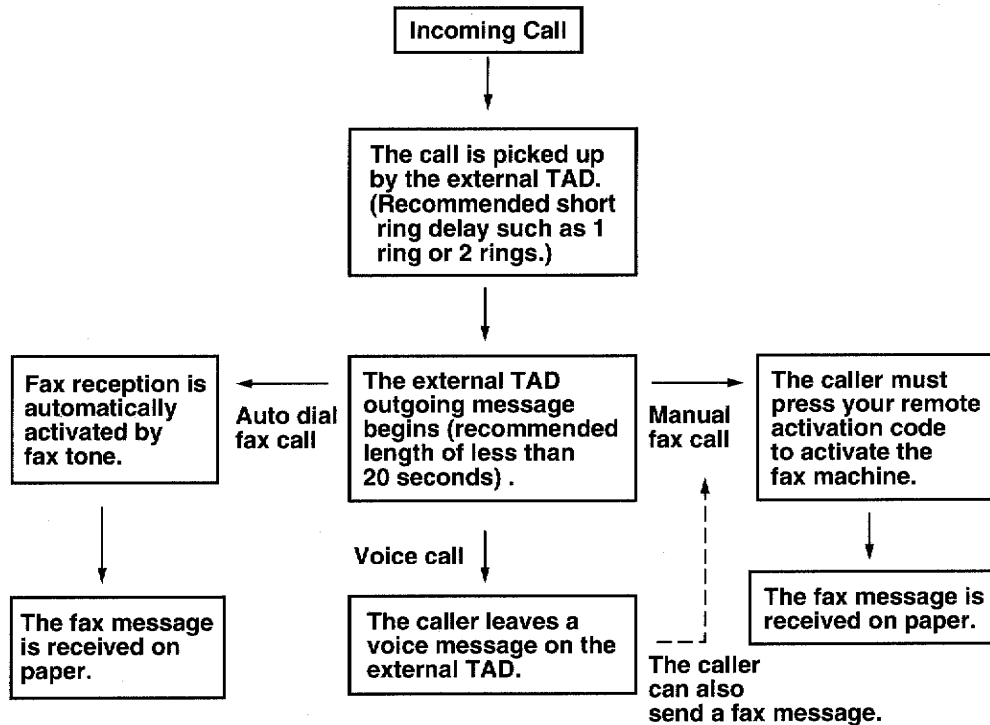 Incoming Call
The call is picked up
by the external TAD.
(Recommended short
ring delay such as 1
ring or 2 rings.)
Fax reception is
automatically
activated by
fax tone.
Auto dial
fax call
The external TAD
outgoing message
begins (recommended
length of less than
20 seconds) .
Manual
fax call
The caller must
press your remote
activation code
to activate the
fax machine.
Voice call
The fax message
is received on
paper.
The caller leaves a
voice message on the
external TAD.
The caller
can also
send a fax message.
The fax message is
received on paper.